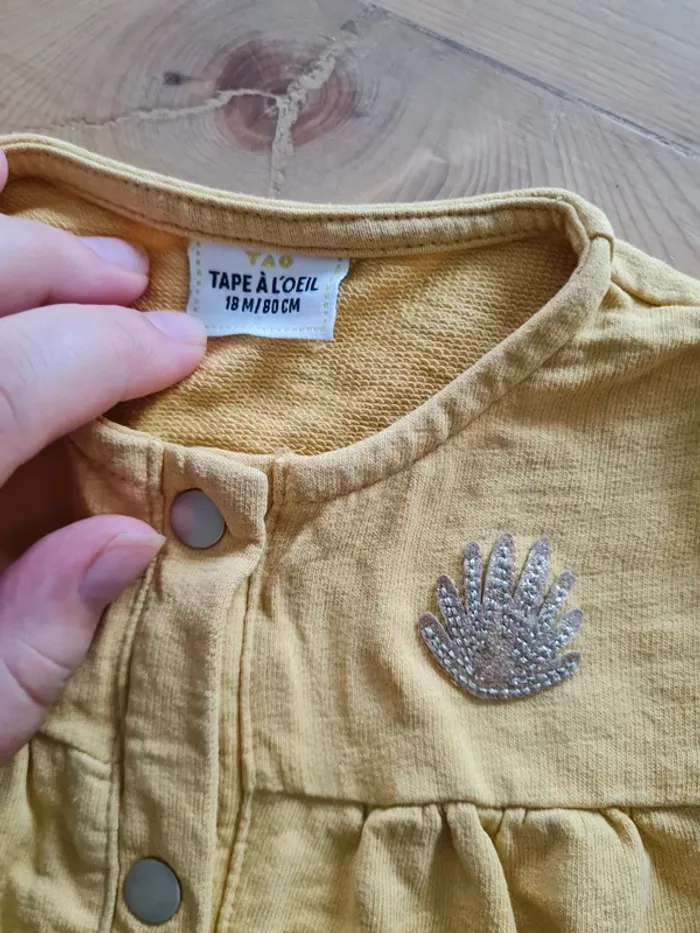 TAO
TAPE À L'OEIL
18 M/80 CM